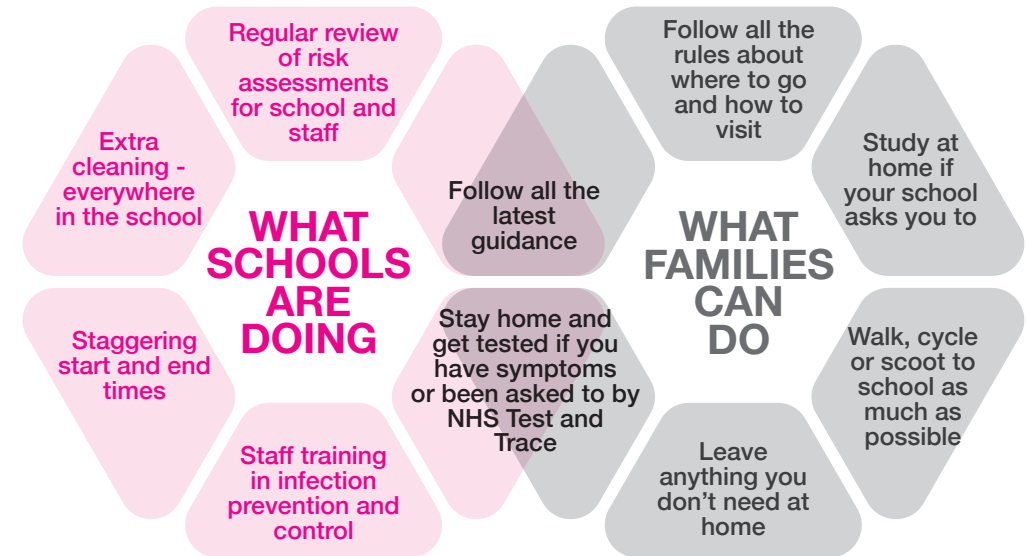 WHAT
SCHOOLS
ARE
DOING
Regular review
of risk
assessments
for school and
staff
Extra
cleaning -
everywhere
in the school
Staggering
start and end
times
Staff training
in infection
prevention and
control
Follow all the
latest
guidance
Stay home and
get tested if you
have symptoms
or been asked to by
NHS Test and
Trace
WHAT
FAMILIES
CAN
DO
Follow all the
rules about
where to go
and how to
visit
Study at
home if
your school
asks you to
Walk, cycle
or scoot to
school as
much as
possible
Leave
anything you
don't need at
home